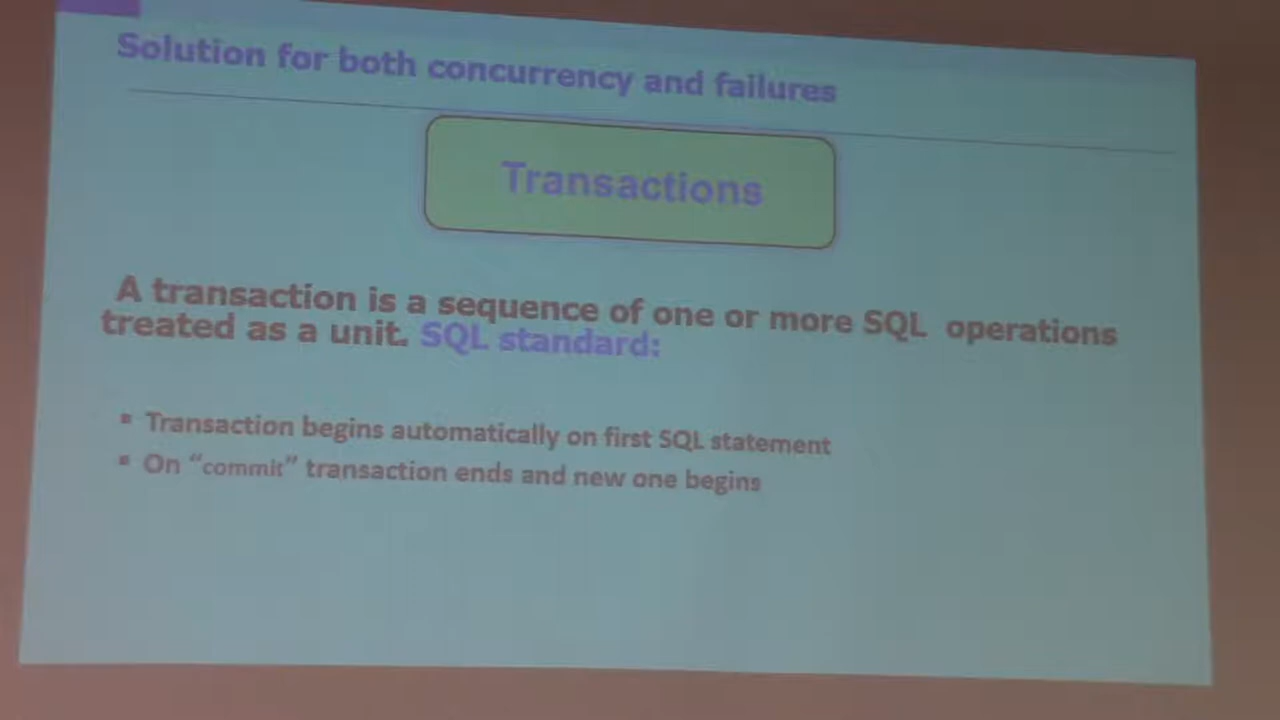 Solution for both concurrency and failures
Transactions
A transaction is a sequence of one or more SQL operations
treated as a unit. SQL standard:
▪ Transaction begins automatically on first SQL statement
▪ On “commit” transaction ends and new one begins